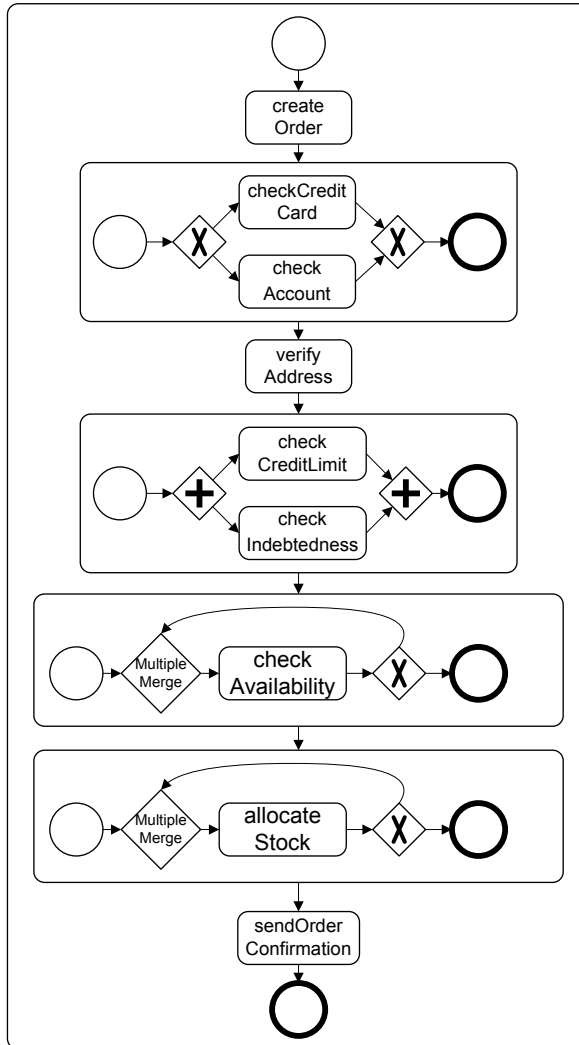 create
Order
checkCredit
Card
X
X
check
Account
verify
Address
check
CreditLimit
+
+
check
Indebtedness
Multiple
Merge
check
Availability
X
Multiple
Merge
allocate
Stock
X
sendOrder
Confirmation